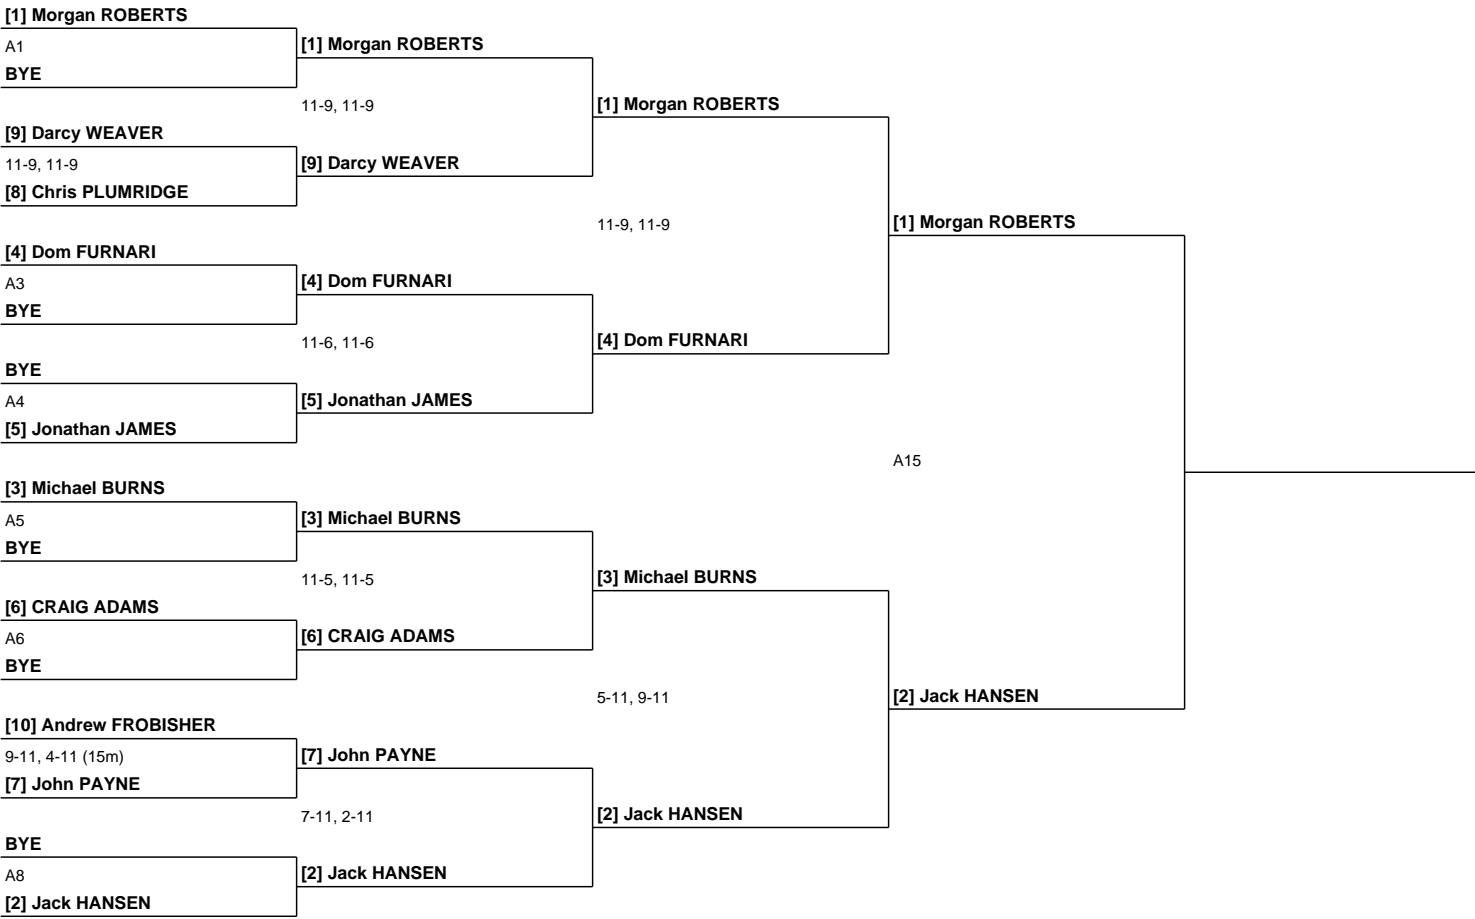 [1] Morgan ROBERTS
A1
BYE
[9] Darcy WEAVER
11-9, 11-9
[8] Chris PLUMRIDGE
[4] Dom FURNARI
A3
BYE
BYE
A4
[5] Jonathan JAMES
[3] Michael BURNS
A5
BYE
[6] CRAIG ADAMS
A6
BYE
[10] Andrew FROBISHER
9-11, 4-11 (15m)
[7] John PAYNE
BYE
A8
[2] Jack HANSEN
[1] Morgan ROBERTS
11-9, 11-9
[9] Darcy WEAVER
[4] Dom FURNARI
11-6, 11-6
[5] Jonathan JAMES
[3] Michael BURNS
11-5, 11-5
[6] CRAIG ADAMS
[7] John PAYNE
7-11, 2-11
[2] Jack HANSEN
[1] Morgan ROBERTS
11-9, 11-9
[4] Dom FURNARI
[3] Michael BURNS
5-11, 9-11
[2] Jack HANSEN
[1] Morgan ROBERTS
A15
[2] Jack HANSEN